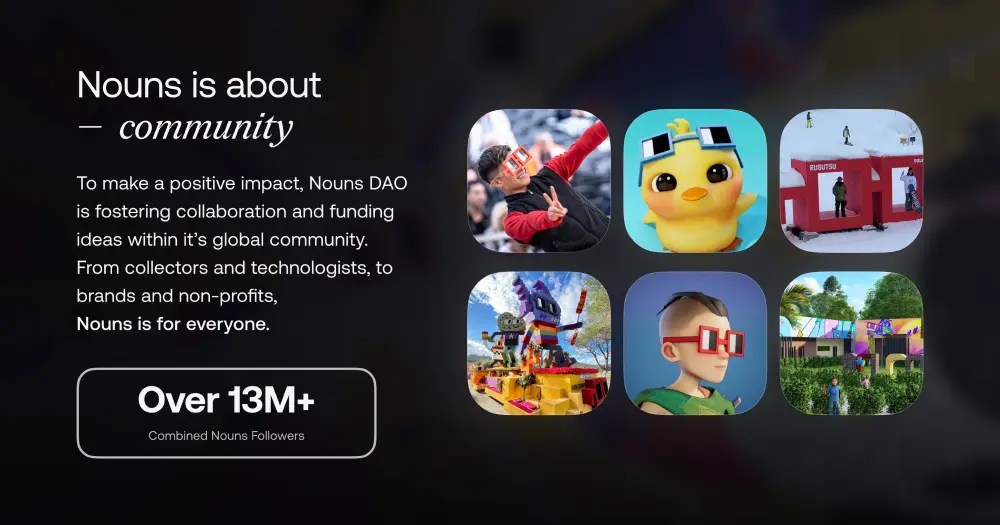 Nouns is about
— community
To make a positive impact, Nouns DAO
is fostering collaboration and funding
ideas within it’s global community.
From collectors and technologists, to
brands and non-profits,
Nouns is for everyone.
Over 13M+
Combined Nouns Followers
RUSUTSU